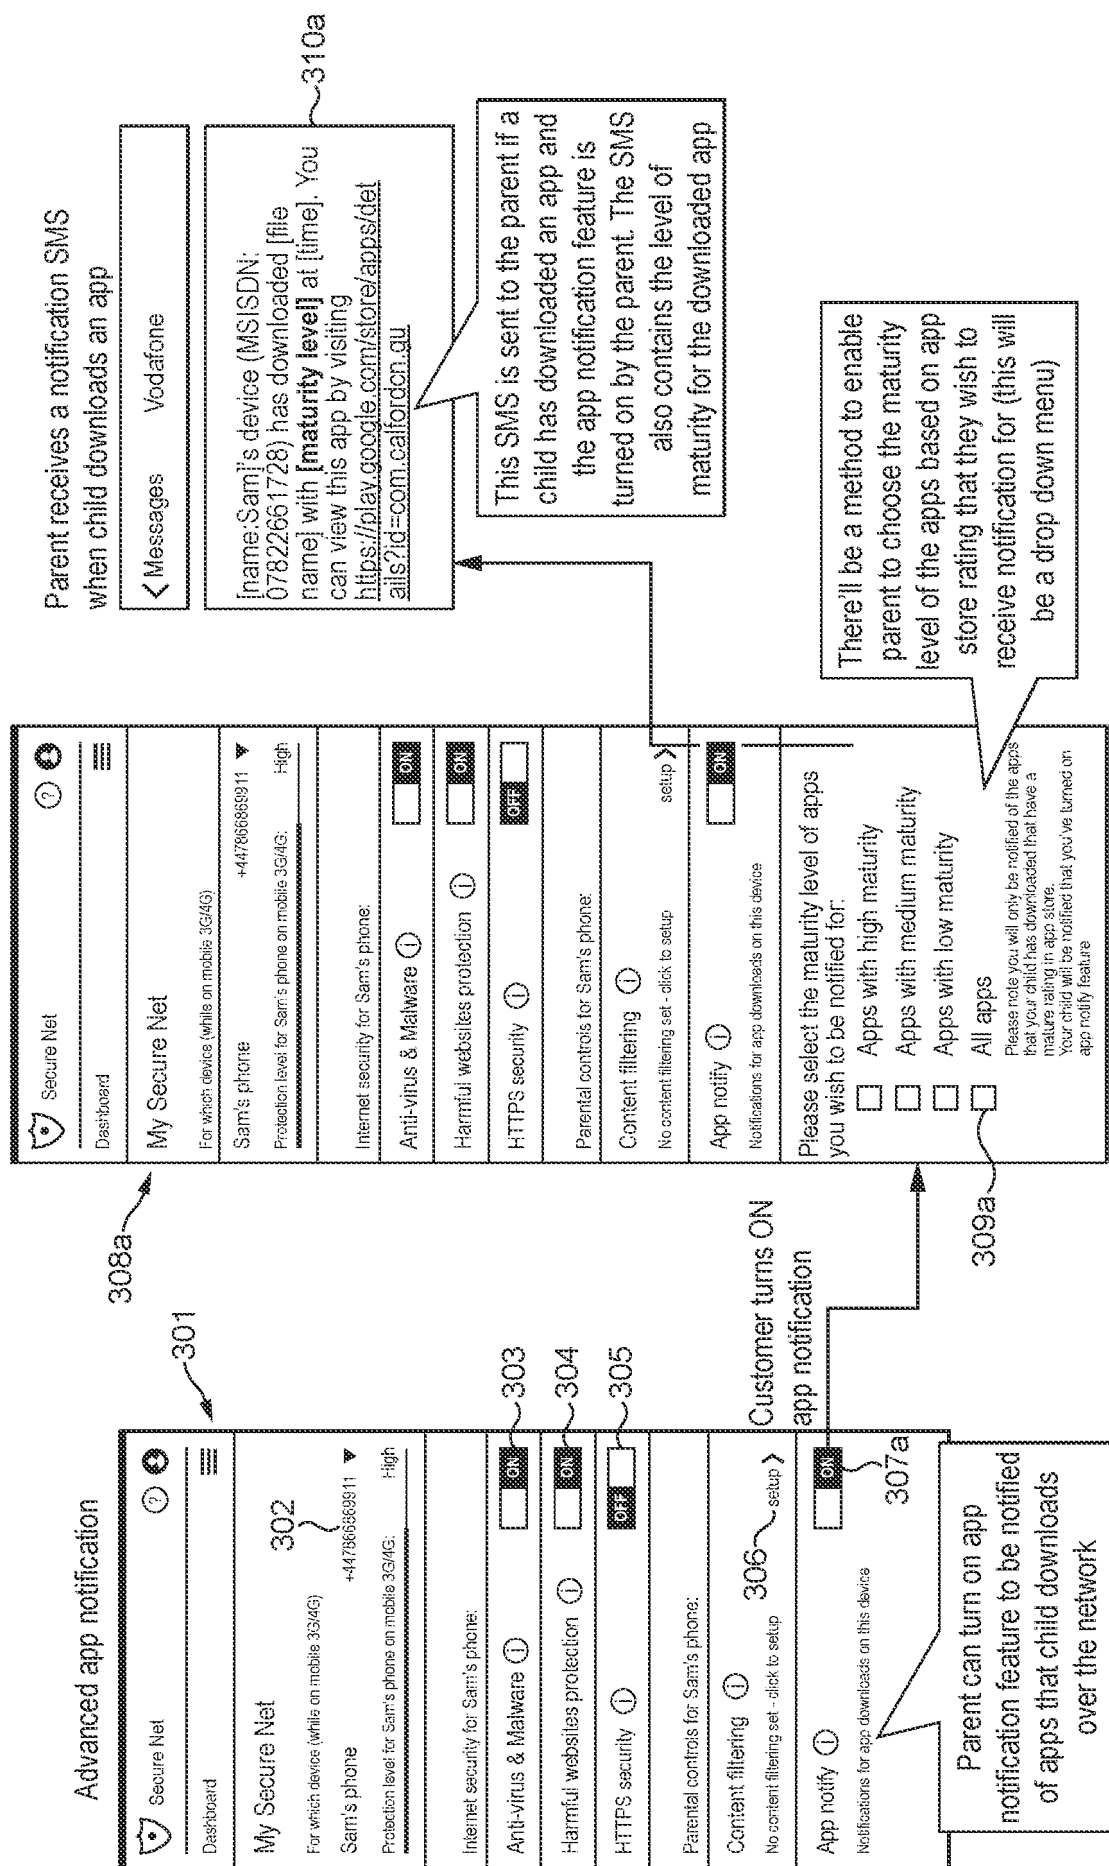 Advanced app notification
Secure Net
?
Dashboard
301
My Secure Net
For which device (while on mobile 3G/4G)
302
Sam's phone +447866869911
Protection level for Sam's phone on mobile 3G/4G: High
Internet security for Sam's phone:
Anti-virus & Malware i ON 303
Harmful websites protection i ON 304
HTTPS security i OFF 305
Parental controls for Sam's phone:
Content filtering i
No content filtering set - click to setup 306 setup >
App notify i ON
307a
Notifications for app downloads on this device
Parent can turn on app
notification feature to be notified
of apps that child downloads
over the network
Customer turns ON
app notification
308a
Secure Net
?
Dashboard
My Secure Net
For which device (while on mobile 3G/4G)
Sam's phone +447866869911
Protection level for Sam's phone on mobile 3G/4G: High
Internet security for Sam's phone:
Anti-virus & Malware i ON
Harmful websites protection i ON
HTTPS security i OFF
Parental controls for Sam's phone:
Content filtering i
No content filtering set - click to setup setup >
App notify i ON
Notifications for app downloads on this device
Please select the maturity level of apps
you wish to be notified for:
Apps with high maturity
Apps with medium maturity
Apps with low maturity
All apps
309a
Please note you will only be notified of the apps
that your child has downloaded that have a
mature rating in app store.
Your child will be notified that you've turned on
app notify feature
There'll be a method to enable
parent to choose the maturity
level of the apps based on app
store rating that they wish to
receive notification for (this will
be a drop down menu)
Parent receives a notification SMS
when child downloads an app
< Messages Vodafone
[name:Sam]'s device (MSISDN:
07822661728) has downloaded [file
name] with [maturity level] at [time]. You
can view this app by visiting
https://play.google.com/store/apps/det
ails?id=com.calfordcn.gu
310a
This SMS is sent to the parent if a
child has downloaded an app and
the app notification feature is
turned on by the parent. The SMS
also contains the level of
maturity for the downloaded app